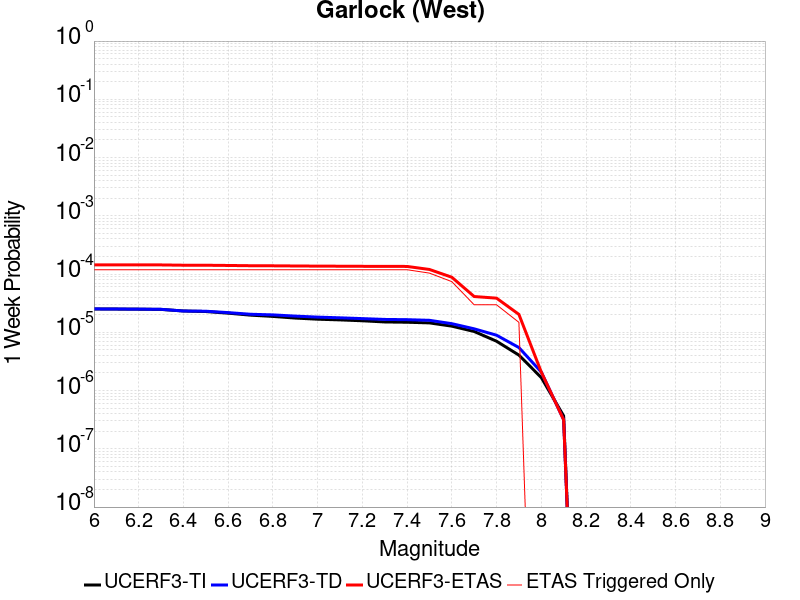 Garlock (West)
10^0
10^-1
10^-2
10^-3
10^-4
10^-5
10^-6
10^-7
10^-8
1 Week Probability
6 6.2 6.4 6.6 6.8 7 7.2 7.4 7.6 7.8 8 8.2 8.4 8.6 8.8 9
Magnitude
UCERF3-TI UCERF3-TD UCERF3-ETAS ETAS Triggered Only